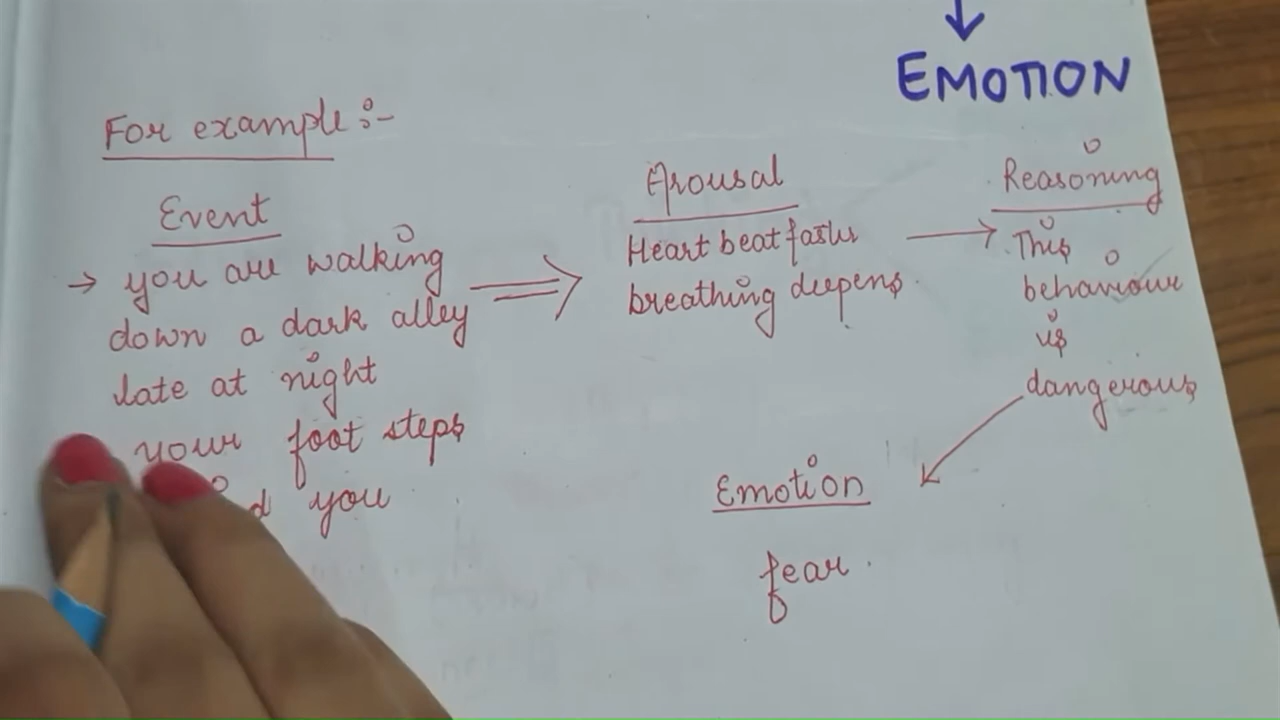 EMOTION
For example :-
Event
→ you are walking
down a dark alley
late at night
your foot steps
you
Arousal
Heart beat faster
breathing deepens.
Reasoning
This
behaviour
is
dangerous
Emotion
fear.